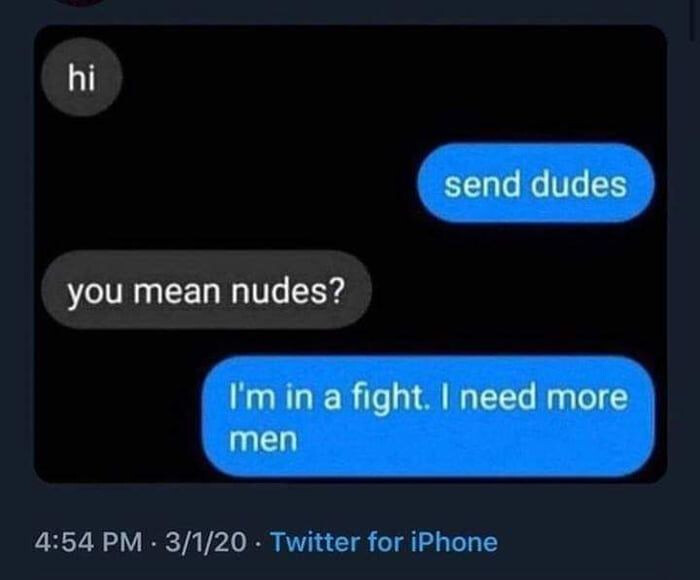 hi
send dudes
you mean nudes?
I'm in a fight. I need more
men
4:54 PM · 3/1/20 · Twitter for iPhone